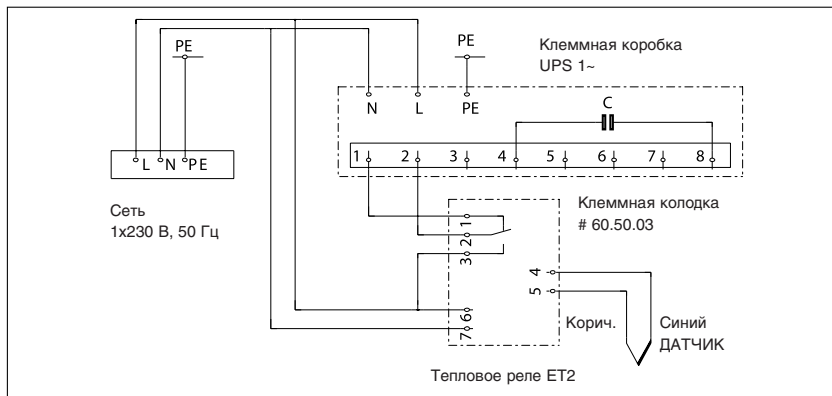 PE
PE
Клеммная коробка
UPS 1~
N L PE
C
1 2 3 4 5 6 7 8
L N PE
Сеть
1x230 В, 50 Гц
Клеммная колодка
# 60.50.03
1
2
3
4
5
6
7
Корич.
Синий
ДАТЧИК
Тепловое реле ET2